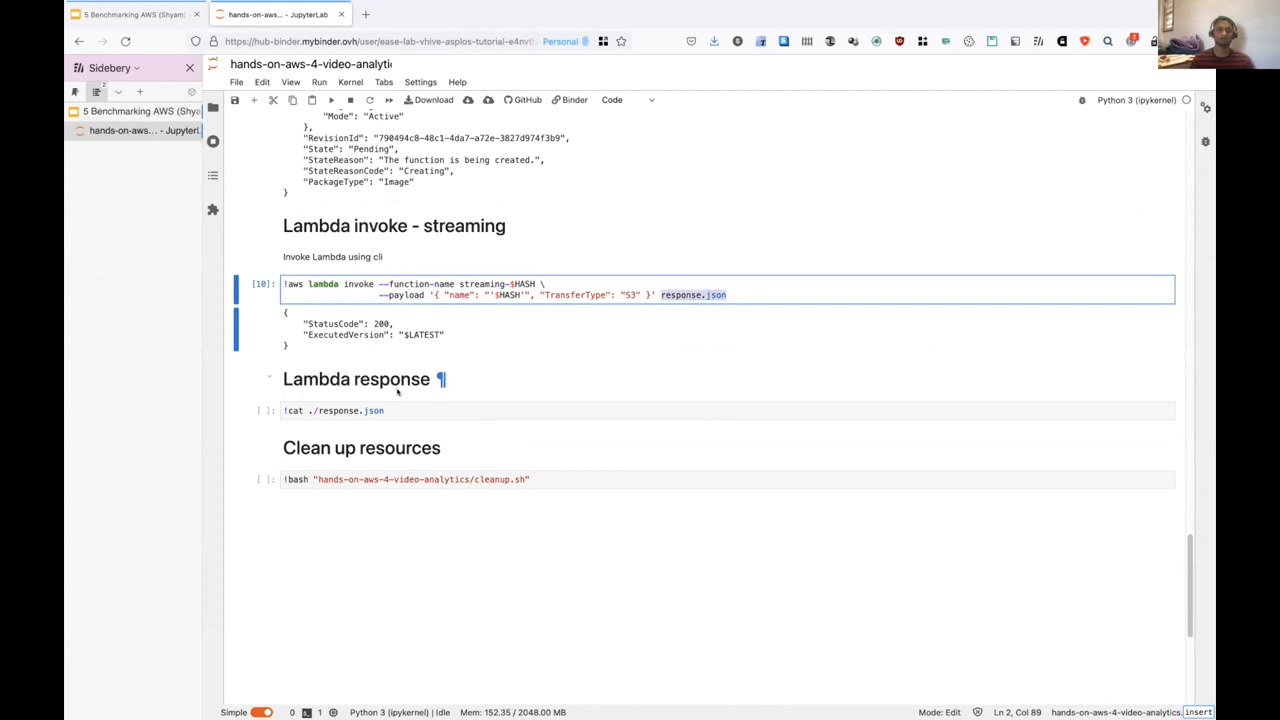 5 Benchmarking AWS (Shyam)
hands-on-aws... - JupyterLab
https://hub-binder.mybinder.ovh/user/ease-lab-vhive-asplos-tutorial-e4nvt
Personal
2
Sidebery
2
5 Benchmarking AWS (Shya
hands-on-aws... - JupyterL
hands-on-aws-4-video-analytic
File Edit View Run Kernel Tabs Settings Help
Download GitHub Binder Code Python 3 (ipykernel)
"Mode": "Active"
},
"RevisionId": "790494c8-48c1-4da7-a72e-3827d974f3b9",
"State": "Pending",
"StateReason": "The function is being created.",
"StateReasonCode": "Creating",
"PackageType": "Image"
}
Lambda invoke - streaming
Invoke Lambda using cli
[10]: !aws lambda invoke --function-name streaming-$HASH \
--payload '{ "name": "'$HASH'", "TransferType": "S3" }' response.json
{
"StatusCode": 200,
"ExecutedVersion": "$LATEST"
}
Lambda response ¶
[ ]: !cat ./response.json
Clean up resources
[ ]: !bash "hands-on-aws-4-video-analytics/cleanup.sh"
Simple 0 1 Python 3 (ipykernel) | Idle Mem: 152.35 / 2048.00 MB Mode: Edit Ln 2, Col 89 hands-on-aws-4-video-analytics. insert